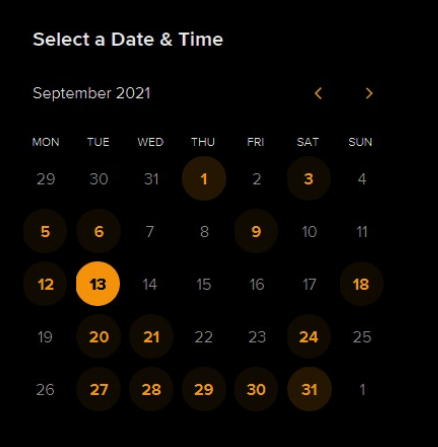 Select a Date & Time
September 2021
MON TUE WED THU FRI SAT SUN
29 30 31 1 2 3 4
5 6 7 8 9 10 11
12 13 14 15 16 17 18
19 20 21 22 23 24 25
26 27 28 29 30 31 1